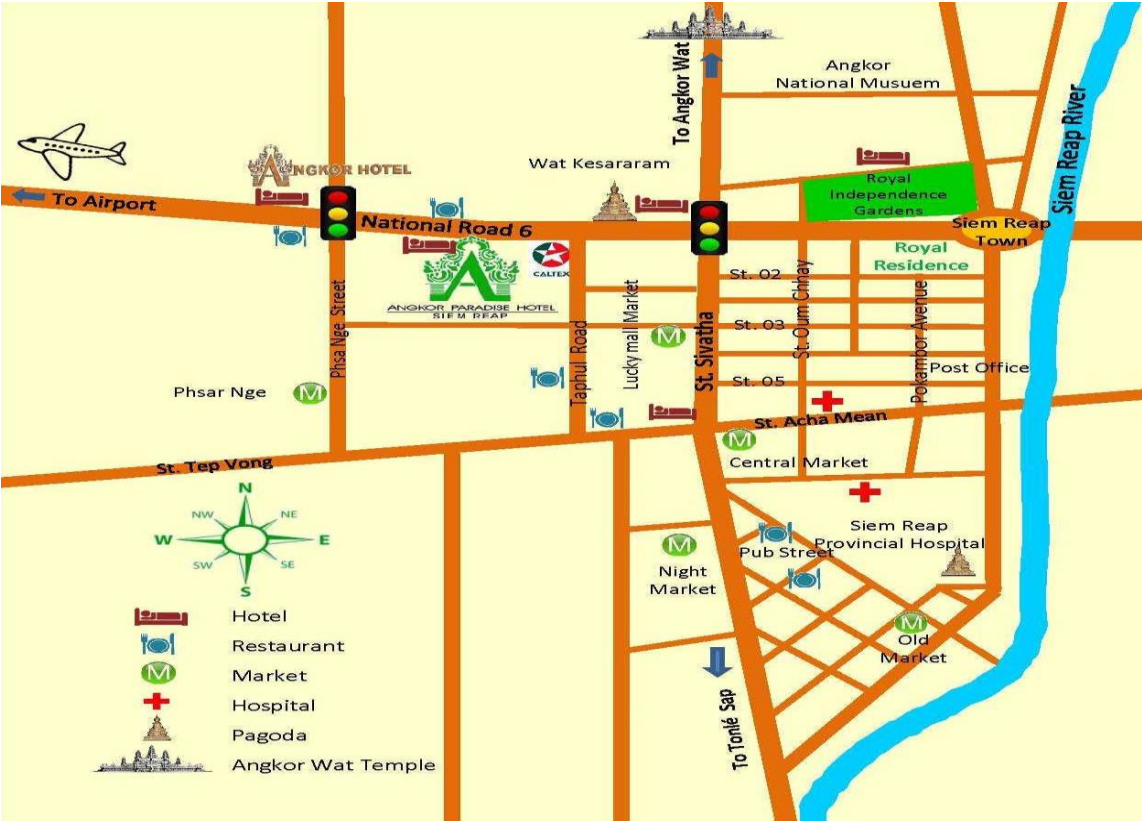 To Angkor Wat
Angkor
National Musuem
Siem Reap River
NGKOR HOTEL
Wat Kesararam
Royal
Independence
Gardens
To Airport
National Road 6
Siem Reap
Town
CALTEX
Royal
Residence
ANGKOR PARADISE HOTEL
SIEM REAP
St. 02
St. 03
St. 05
Phsa Nge Street
Taphul Road
Lucky mall Market
St. Sivatha
St. Oum Chhay
Pokambor Avenue
Post Office
Phsar Nge
M
M
St. Acha Mean
St. Tep Vong
M
Central Market
N
NW
NE
W
E
SW
SE
S
Siem Reap
Provincial Hospital
Pub Street
M
Night
Market
M
Old
Market
To Tonlé Sap
Hotel
Restaurant
M
Market
Hospital
Pagoda
Angkor Wat Temple